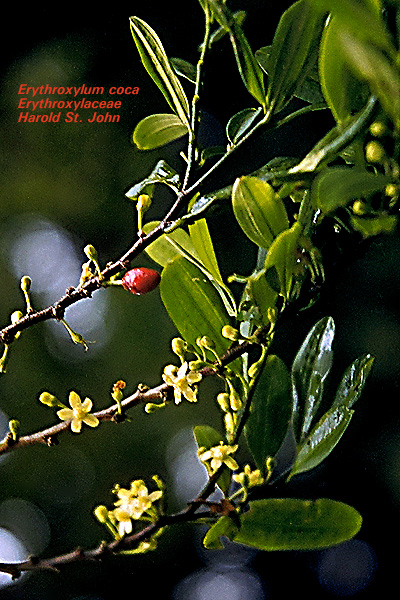 Erythroxylum coca
Erythroxylaceae
Harold St. John